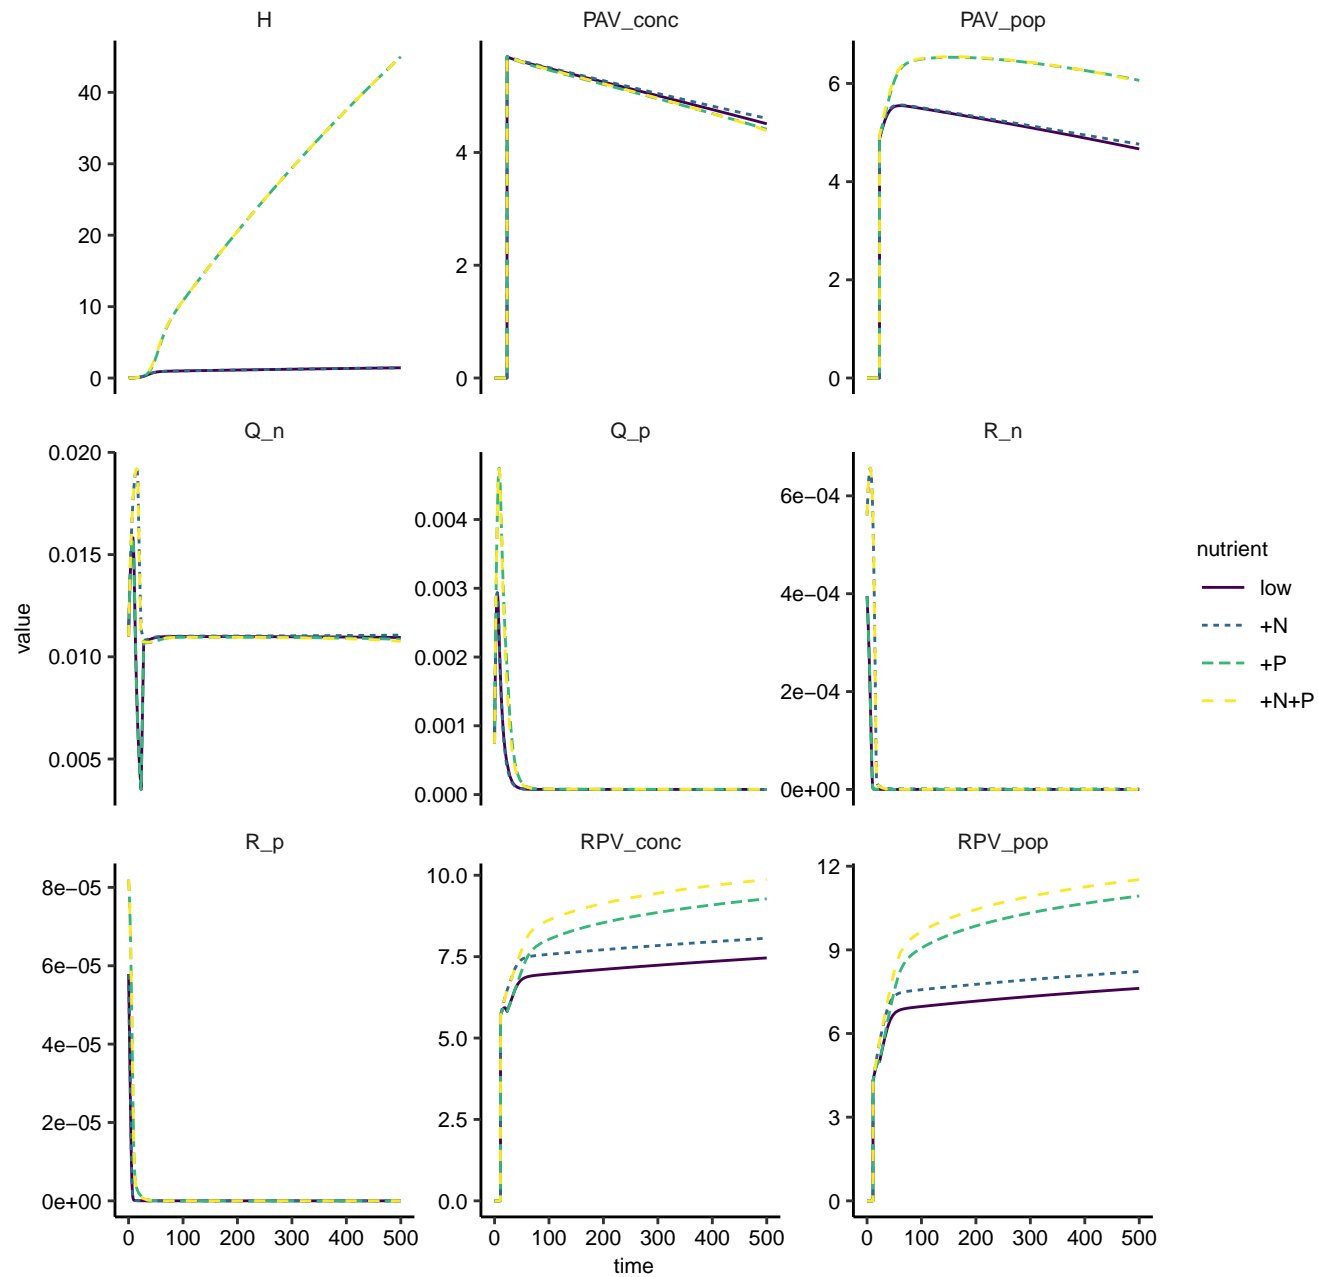 H
PAV_conc
PAV_pop
40
30
20
10
0
4
2
0
6
4
2
0
Q_n
Q_p
R_n
0.020
0.015
0.010
0.005
0.004
0.003
0.002
0.001
0.000
6e−04
4e−04
2e−04
0e+00
R_p
RPV_conc
RPV_pop
8e−05
6e−05
4e−05
2e−05
0e+00
10.0
7.5
5.0
2.5
0.0
12
9
6
3
0
0 100 200 300 400 500
0 100 200 300 400 500
0 100 200 300 400 500
time
value
nutrient
low
+N
+P
+N+P